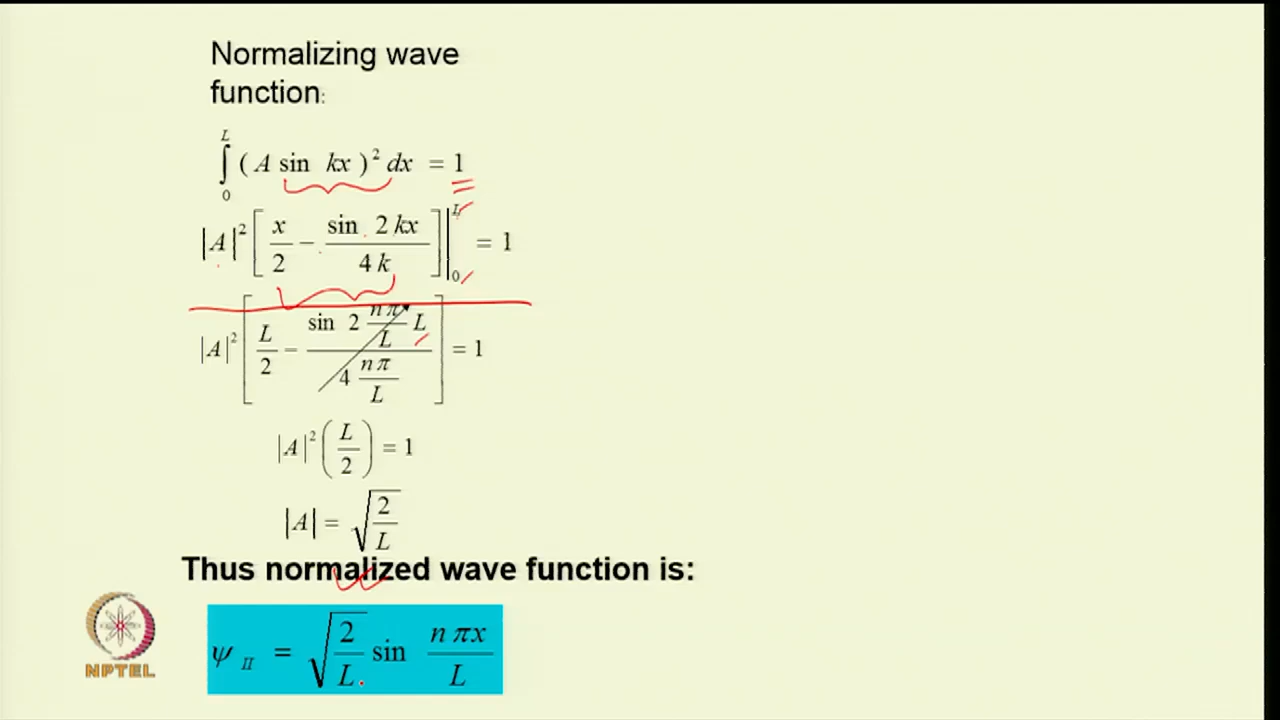 Normalizing wave
function:
∫₀ᴸ (A sin kx)² dx = 1
|A|² [x/2 − sin 2kx / 4k] |₀ᴸ = 1
|A|² [L/2 − sin 2 (nπ/L) L / 4 (nπ/L)] = 1
|A|² (L/2) = 1
|A| = √(2/L)
Thus normalized wave function is:
ψ_II = √(2/L) sin nπx/L
NPTEL